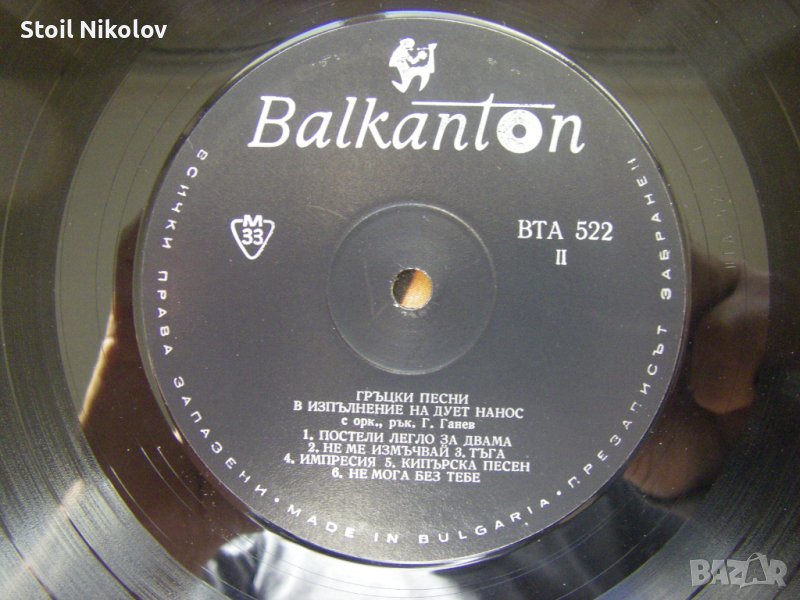 Stoil Nikolov
Balkanton
M
33
ВТА 522
II
ГРЪЦКИ ПЕСНИ
В ИЗПЪЛНЕНИЕ НА ДУЕТ НАНОС
с орк., рък. Г. Ганев
1. ПОСТЕЛИ ЛЕГЛО ЗА ДВАМА
2. НЕ МЕ ИЗМЪЧВАЙ 3. ТЪГА
4. ИМПРЕСИЯ 5. КИПЪРСКА ПЕСЕН
6. НЕ МОГА БЕЗ ТЕБЕ
ВСИЧКИ ПРАВА ЗАПАЗЕНИ • MADE IN BULGARIA • ПРЕЗАПИСЪТ ЗАБРАНЕН
BAZAR